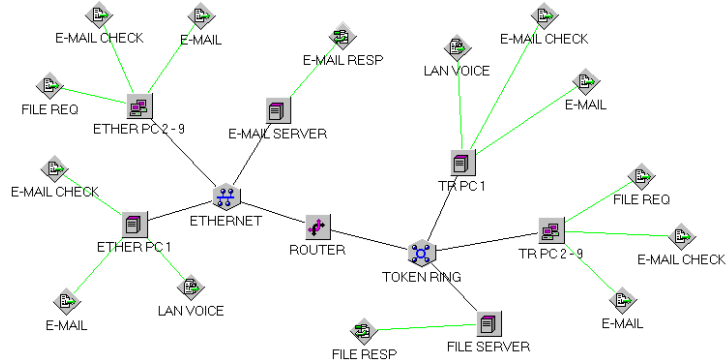 E-MAIL CHECK
E-MAIL
E-MAIL CHECK
E-MAIL RESP
LAN VOICE
FILE REQ
E-MAIL
ETHER PC 2 - 9
E-MAIL SERVER
TR PC 1
E-MAIL CHECK
FILE REQ
ETHERNET
ETHER PC 1
ROUTER
TR PC 2 - 9
E-MAIL CHECK
TOKEN RING
E-MAIL
LAN VOICE
E-MAIL
FILE RESP
FILE SERVER